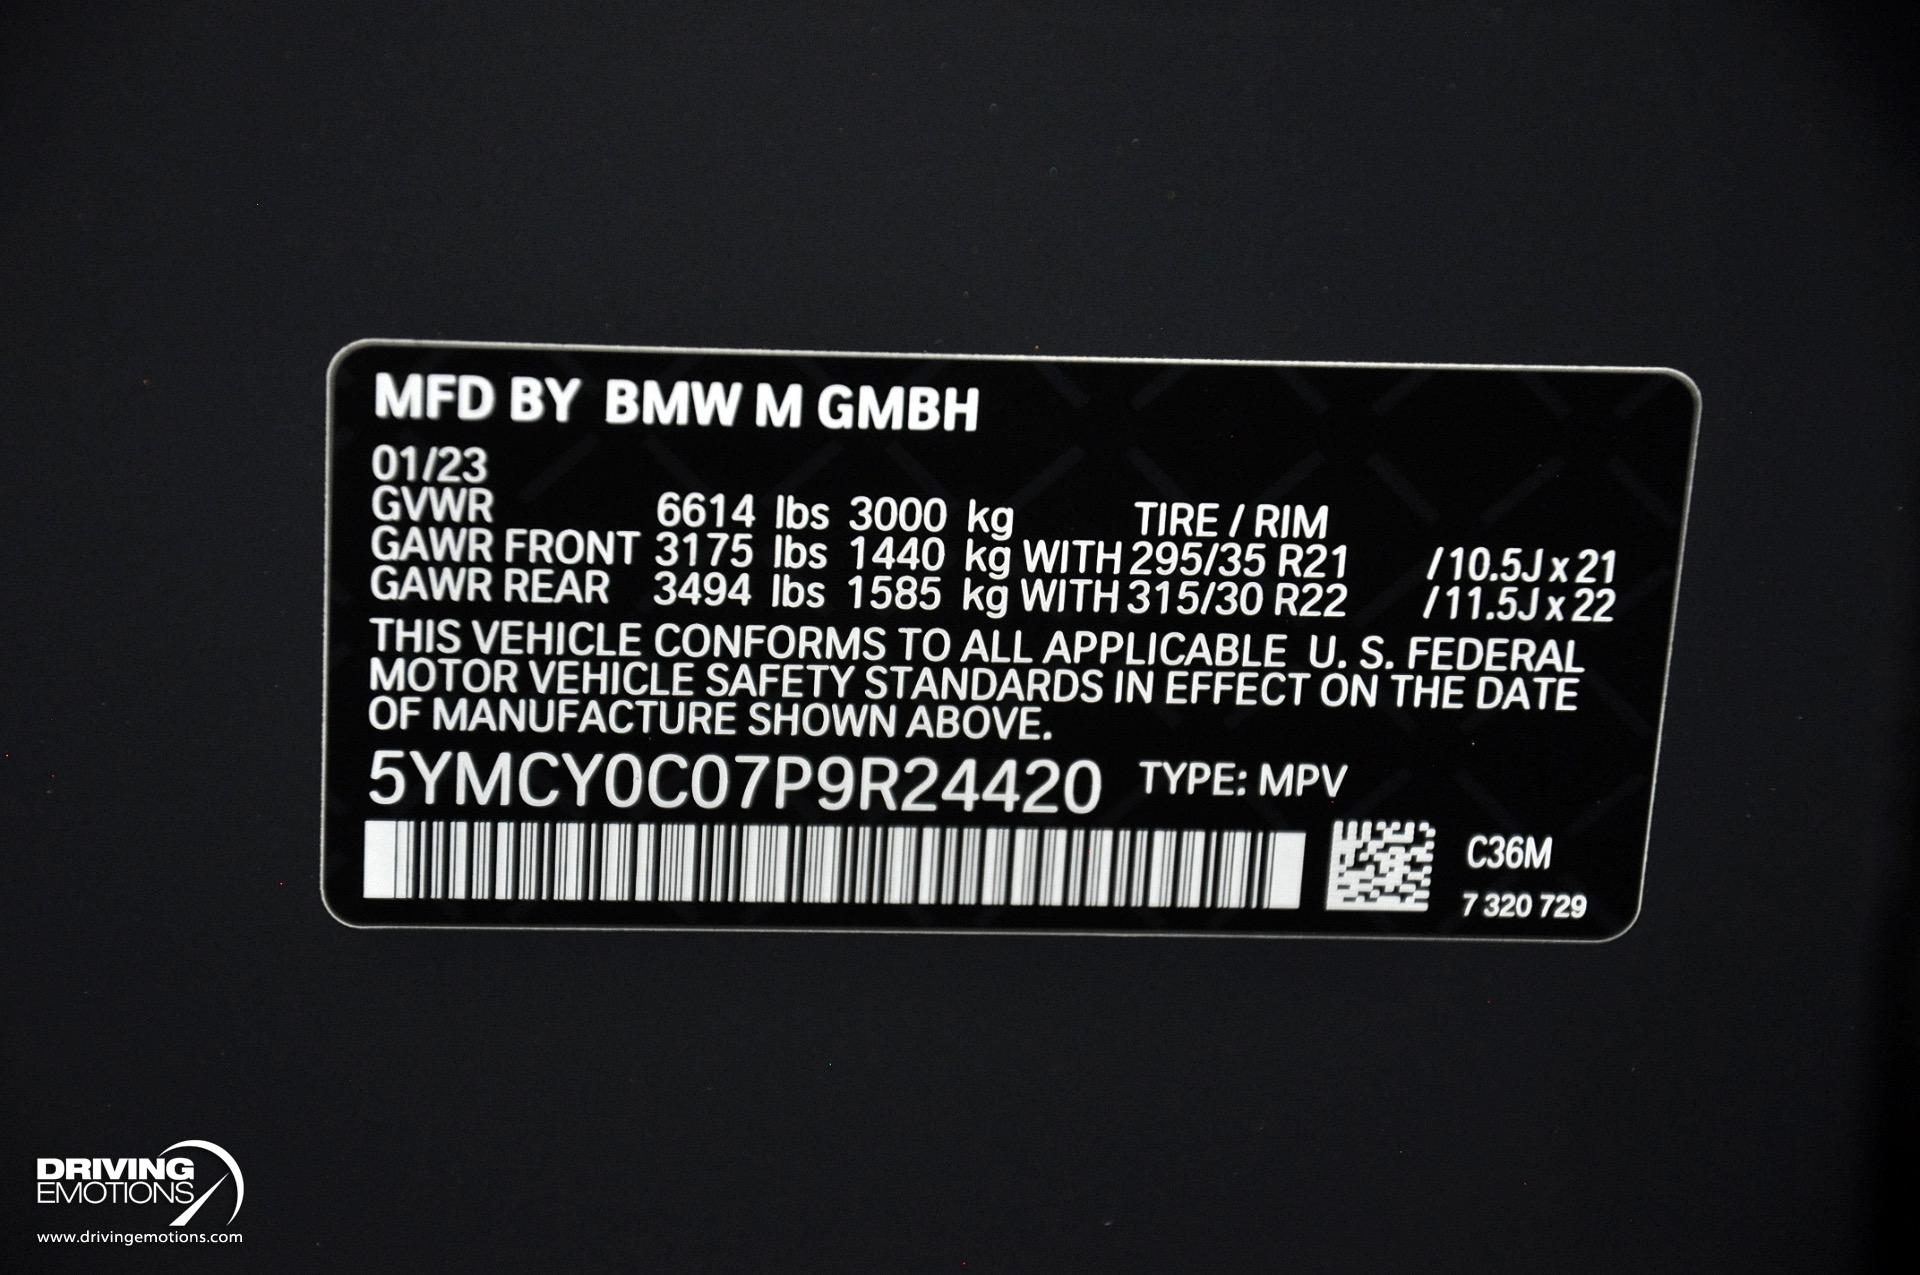 MFD BY BMW M GMBH
01/23
GVWR 6614 lbs 3000 kg TIRE / RIM
GAWR FRONT 3175 lbs 1440 kg WITH 295/35 R21 /10.5J x 21
GAWR REAR 3494 lbs 1585 kg WITH 315/30 R22 /11.5J x 22
THIS VEHICLE CONFORMS TO ALL APPLICABLE U. S. FEDERAL
MOTOR VEHICLE SAFETY STANDARDS IN EFFECT ON THE DATE
OF MANUFACTURE SHOWN ABOVE.
5YMCY0C07P9R24420 TYPE: MPV
C36M
7 320 729
DRIVING
EMOTIONS
www.drivingemotions.com